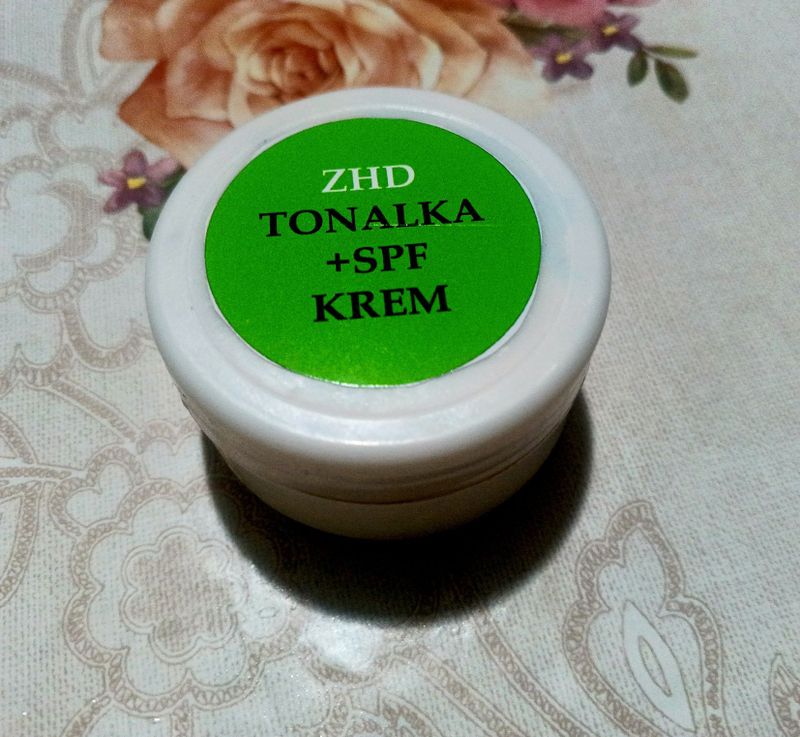 ZHD
TONALKA
+SPF
KREM